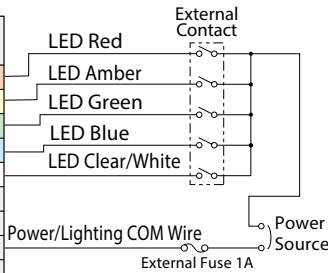 External
Contact
LED Red
LED Amber
LED Green
LED Blue
LED Clear/White
Power/Lighting COM Wire
Power
Source
External Fuse 1A